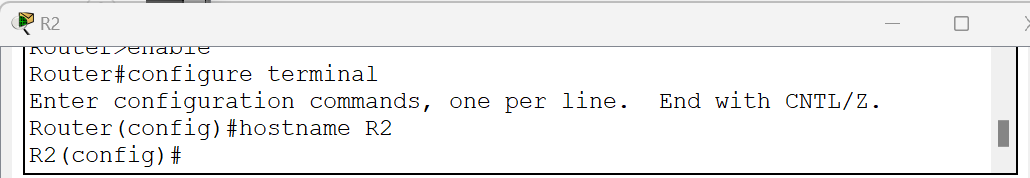 R2
Router>enable
Router#configure terminal
Enter configuration commands, one per line.  End with CNTL/Z.
Router(config)#hostname R2
R2(config)#